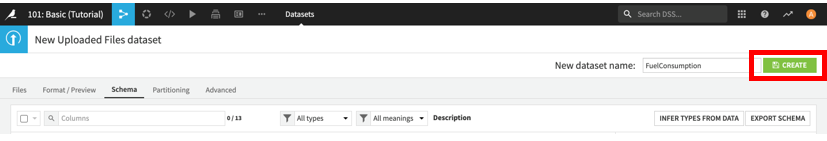 101: Basic (Tutorial) Datasets Search DSS... A
New Uploaded Files dataset
New dataset name: FuelConsumption CREATE
Files Format / Preview Schema Partitioning Advanced
Columns 0 / 13 All types All meanings Description INFER TYPES FROM DATA EXPORT SCHEMA